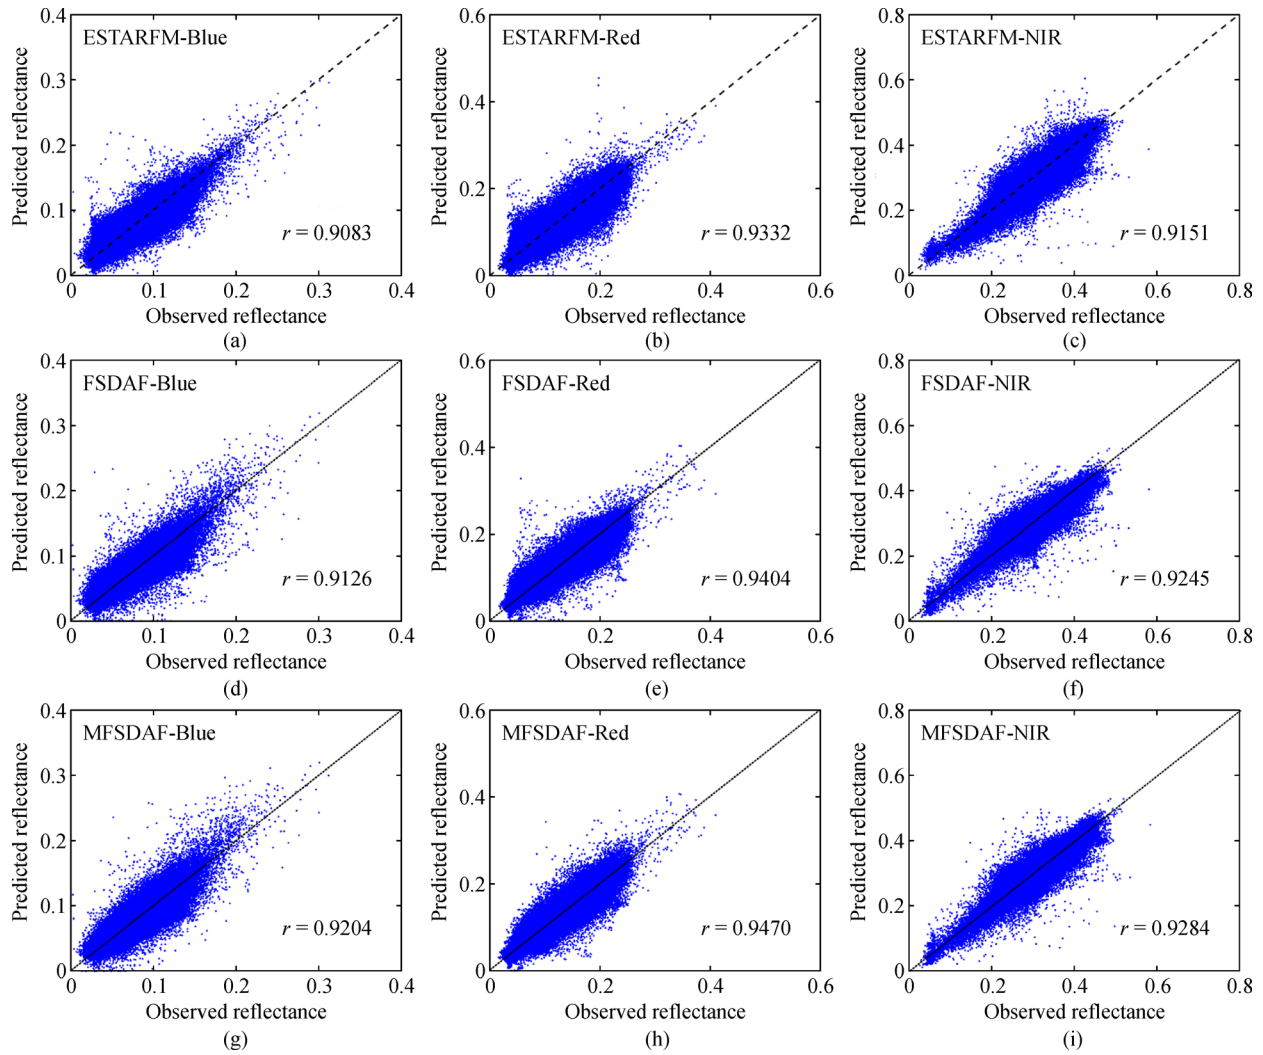 ESTARFM-Blue
Predicted reflectance
0.4
0.3
0.2
0.1
0
r = 0.9083
0 0.1 0.2 0.3 0.4
Observed reflectance
(a)
ESTARFM-Red
Predicted reflectance
0.6
0.4
0.2
0
r = 0.9332
0 0.2 0.4 0.6
Observed reflectance
(b)
ESTARFM-NIR
Predicted reflectance
0.8
0.6
0.4
0.2
0
r = 0.9151
0 0.2 0.4 0.6 0.8
Observed reflectance
(c)
FSDAF-Blue
Predicted reflectance
0.4
0.3
0.2
0.1
0
r = 0.9126
0 0.1 0.2 0.3 0.4
Observed reflectance
(d)
FSDAF-Red
Predicted reflectance
0.6
0.4
0.2
0
r = 0.9404
0 0.2 0.4 0.6
Observed reflectance
(e)
FSDAF-NIR
Predicted reflectance
0.8
0.6
0.4
0.2
0
r = 0.9245
0 0.2 0.4 0.6 0.8
Observed reflectance
(f)
MFSDAF-Blue
Predicted reflectance
0.4
0.3
0.2
0.1
0
r = 0.9204
0 0.1 0.2 0.3 0.4
Observed reflectance
(g)
MFSDAF-Red
Predicted reflectance
0.6
0.4
0.2
0
r = 0.9470
0 0.2 0.4 0.6
Observed reflectance
(h)
MFSDAF-NIR
Predicted reflectance
0.8
0.6
0.4
0.2
0
r = 0.9284
0 0.2 0.4 0.6 0.8
Observed reflectance
(i)